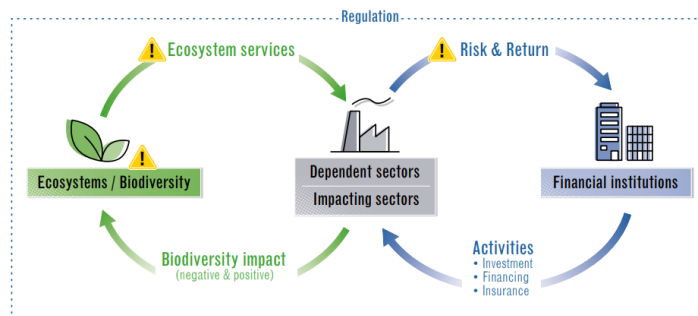 Regulation
Ecosystem services
Risk & Return
Ecosystems / Biodiversity
Dependent sectors
Impacting sectors
Financial institutions
Biodiversity impact
(negative & positive)
Activities
• Investment
• Financing
• Insurance